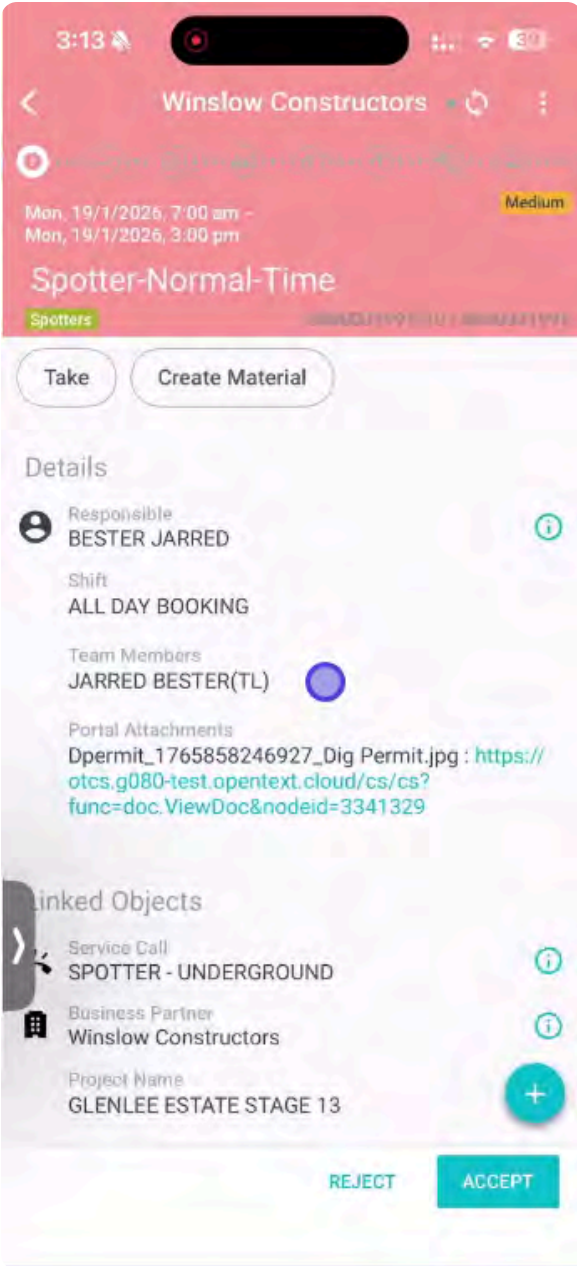 3:13
39
Winslow Constructors
Mon, 19/1/2026, 7:00 am -
Mon, 19/1/2026, 3:00 pm
Medium
Spotter-Normal-Time
Spotters
Take
Create Material
Details
Responsible
BESTER JARRED
Shift
ALL DAY BOOKING
Team Members
JARRED BESTER(TL)
Portal Attachments
Dpermit_1765858246927_Dig Permit.jpg : https://
otcs.g080-test.opentext.cloud/cs/cs?
func=doc.ViewDoc&nodeid=3341329
Linked Objects
Service Call
SPOTTER - UNDERGROUND
Business Partner
Winslow Constructors
Project Name
GLENLEE ESTATE STAGE 13
REJECT
ACCEPT